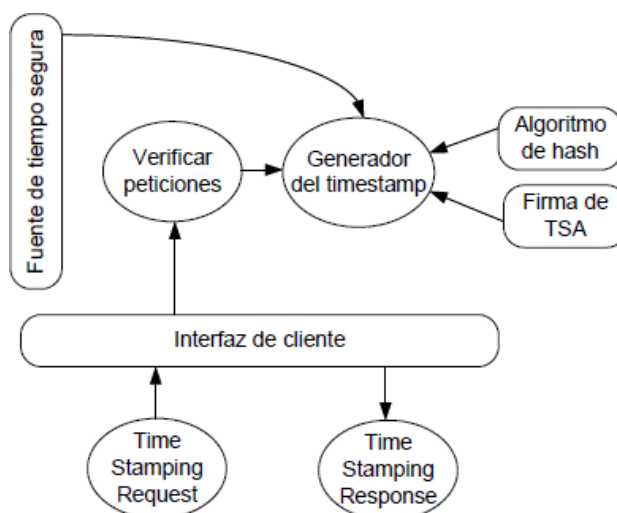 Fuente de tiempo segura
Verificar
peticiones
Generador
del timestamp
Algoritmo
de hash
Firma de
TSA
Interfaz de cliente
Time
Stamping
Request
Time
Stamping
Response